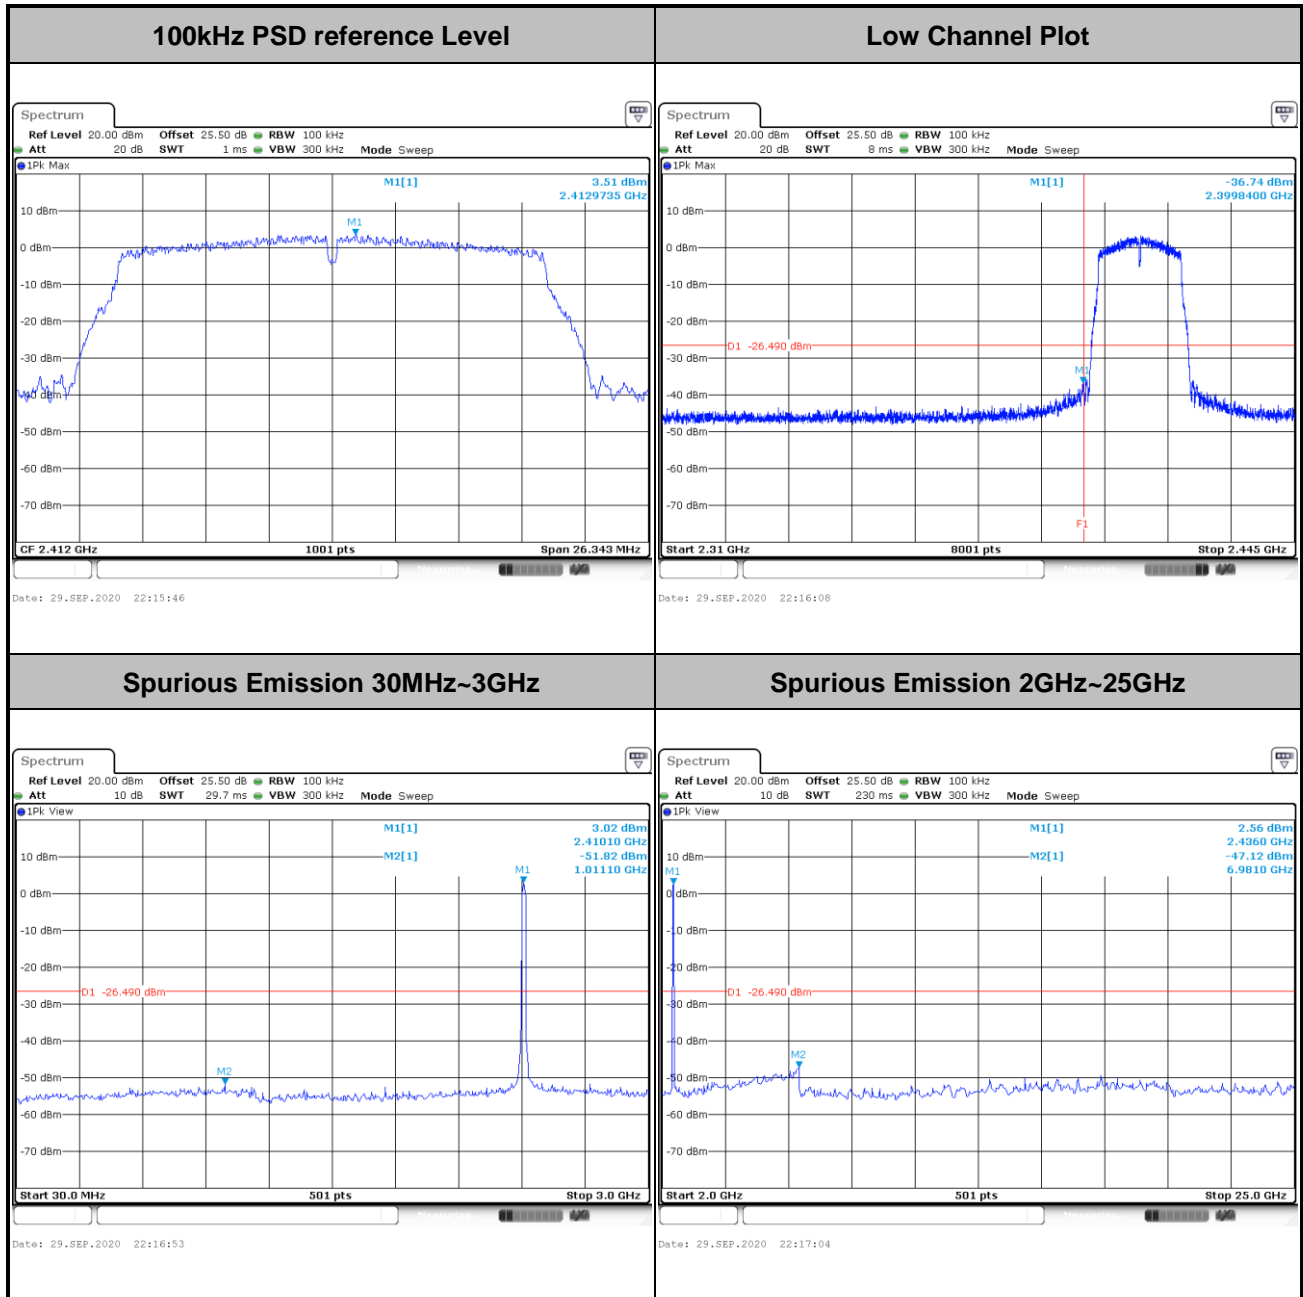 100kHz PSD reference Level
Spectrum
Ref Level 20.00 dBm Offset 25.50 dB RBW 100 kHz
Att 20 dB SWT 1 ms VBW 300 kHz Mode Sweep
1Pk Max
M1[1] 3.51 dBm
2.4129735 GHz
M1
10 dBm
0 dBm
-10 dBm
-20 dBm
-30 dBm
-40 dBm
-50 dBm
-60 dBm
-70 dBm
CF 2.412 GHz 1001 pts Span 26.343 MHz
Measuring
Date: 29.SEP.2020 22:15:46
Low Channel Plot
Spectrum
Ref Level 20.00 dBm Offset 25.50 dB RBW 100 kHz
Att 20 dB SWT 8 ms VBW 300 kHz Mode Sweep
1Pk Max
M1[1] -36.74 dBm
2.3998400 GHz
10 dBm
0 dBm
-10 dBm
-20 dBm
D1 -26.490 dBm
-30 dBm
M1
-40 dBm
-50 dBm
-60 dBm
-70 dBm
F1
Start 2.31 GHz 8001 pts Stop 2.445 GHz
Measuring
Date: 29.SEP.2020 22:16:08
Spurious Emission 30MHz~3GHz
Spectrum
Ref Level 20.00 dBm Offset 25.50 dB RBW 100 kHz
Att 10 dB SWT 29.7 ms VBW 300 kHz Mode Sweep
1Pk View
M1[1] 3.02 dBm
2.41010 GHz
M2[1] -51.82 dBm
1.01110 GHz
M1
10 dBm
0 dBm
-10 dBm
-20 dBm
D1 -26.490 dBm
-30 dBm
-40 dBm
M2
-50 dBm
-60 dBm
-70 dBm
Start 30.0 MHz 501 pts Stop 3.0 GHz
Date: 29.SEP.2020 22:16:53
Spurious Emission 2GHz~25GHz
Spectrum
Ref Level 20.00 dBm Offset 25.50 dB RBW 100 kHz
Att 10 dB SWT 230 ms VBW 300 kHz Mode Sweep
1Pk View
M1[1] 2.56 dBm
2.4360 GHz
M2[1] -47.12 dBm
6.9810 GHz
10 dBm
M1
0 dBm
-10 dBm
-20 dBm
D1 -26.490 dBm
-30 dBm
-40 dBm
M2
-50 dBm
-60 dBm
-70 dBm
Start 2.0 GHz 501 pts Stop 25.0 GHz
Date: 29.SEP.2020 22:17:04